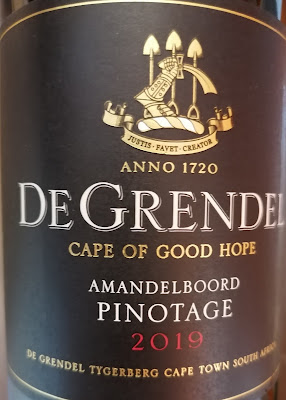 JUSTIS · FAVET · CREATOR
ANNO 1720
DE GRENDEL
CAPE OF GOOD HOPE
AMANDELBOORD
PINOTAGE
2019
DE GRENDEL TYGERBERG CAPE TOWN SOUTH AFRICA